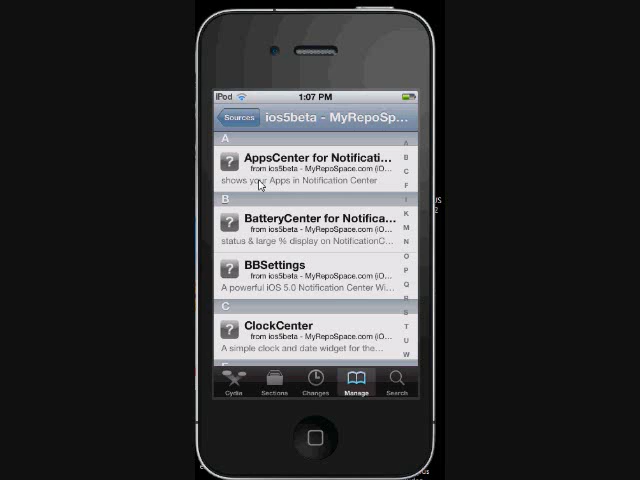 iPod 1:07 PM
Sources ios5beta - MyRepoSp...
A
AppsCenter for Notificati...
from ios5beta - MyRepoSpace.com (iO...
shows your Apps in Notification Center
B
BatteryCenter for Notifica...
from ios5beta - MyRepoSpace.com (iO...
status & large % display on NotificationC...
BBSettings
from ios5beta - MyRepoSpace.com (iO...
A powerful iOS 5.0 Notification Center Wi...
C
ClockCenter
from ios5beta - MyRepoSpace.com (iO...
A simple clock and date widget for the...
A
B
C
F
I
K
M
N
O
P
Q
R
S
T
U
W
Cydia Sections Changes Manage Search